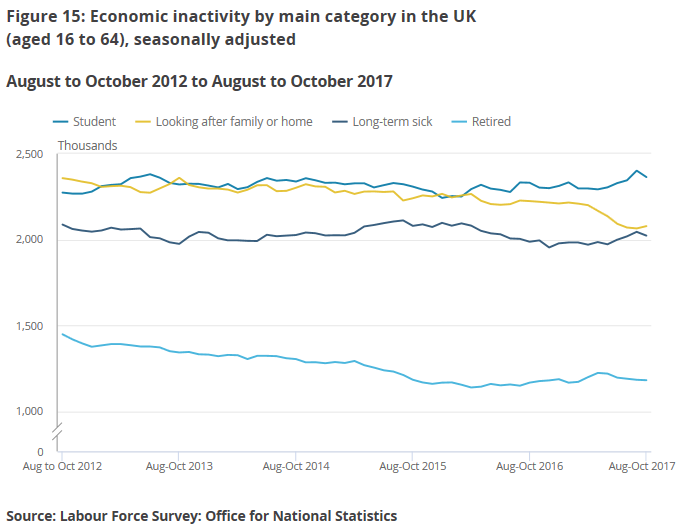 Figure 15: Economic inactivity by main category in the UK
(aged 16 to 64), seasonally adjusted
August to October 2012 to August to October 2017
Student Looking after family or home Long-term sick Retired
Thousands
2,500
2,000
1,500
1,000
0
Aug to Oct 2012 Aug-Oct 2013 Aug-Oct 2014 Aug-Oct 2015 Aug-Oct 2016 Aug-Oct 2017
Source: Labour Force Survey: Office for National Statistics